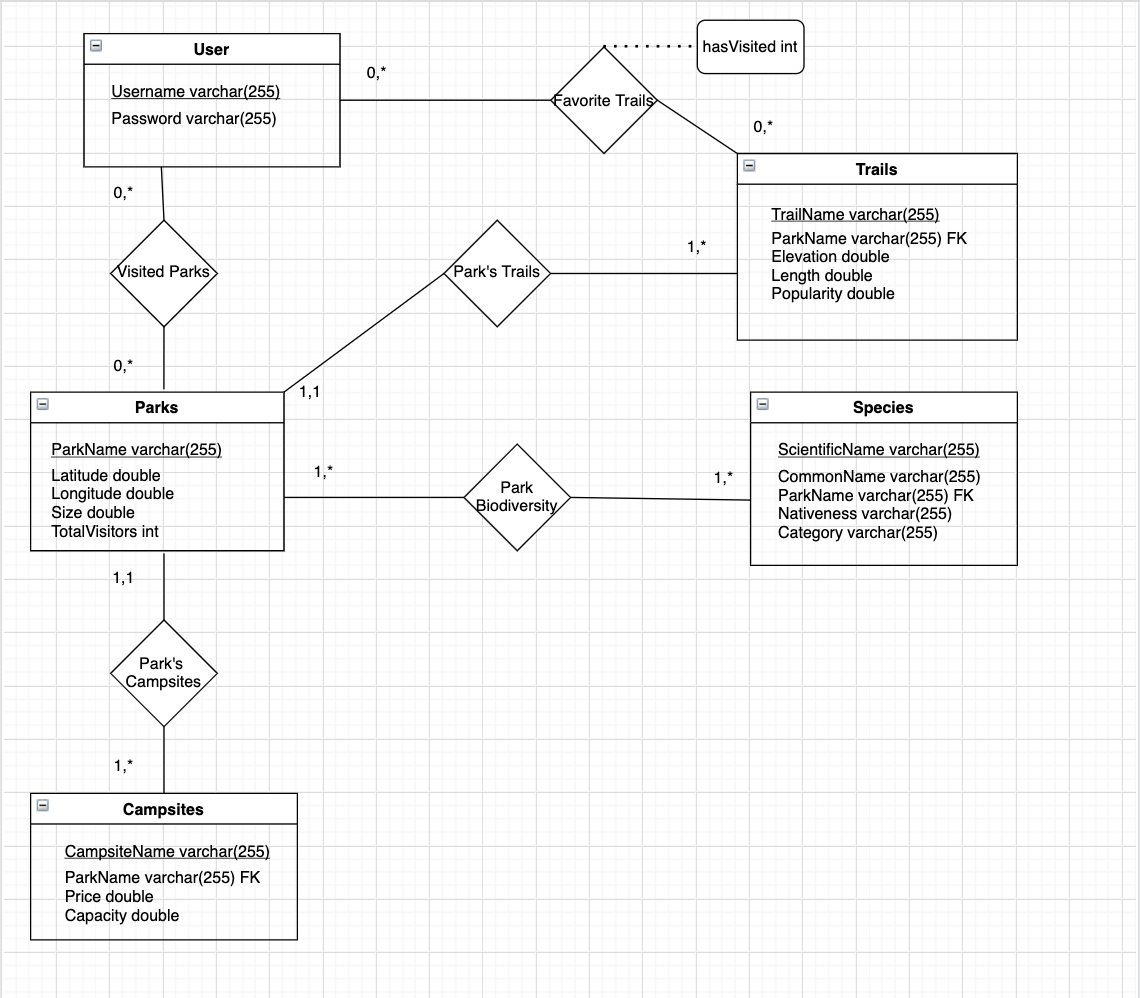 User
Username varchar(255)
Password varchar(255)
0,*
Favorite Trails
hasVisited int
0,*
Trails
TrailName varchar(255)
ParkName varchar(255) FK
Elevation double
Length double
Popularity double
0,*
Visited Parks
0,*
Park's Trails
1,*
1,1
Parks
ParkName varchar(255)
Latitude double
Longitude double
Size double
TotalVisitors int
1,*
Park
Biodiversity
1,*
Species
ScientificName varchar(255)
CommonName varchar(255)
ParkName varchar(255) FK
Nativeness varchar(255)
Category varchar(255)
1,1
Park's
Campsites
1,*
Campsites
CampsiteName varchar(255)
ParkName varchar(255) FK
Price double
Capacity double